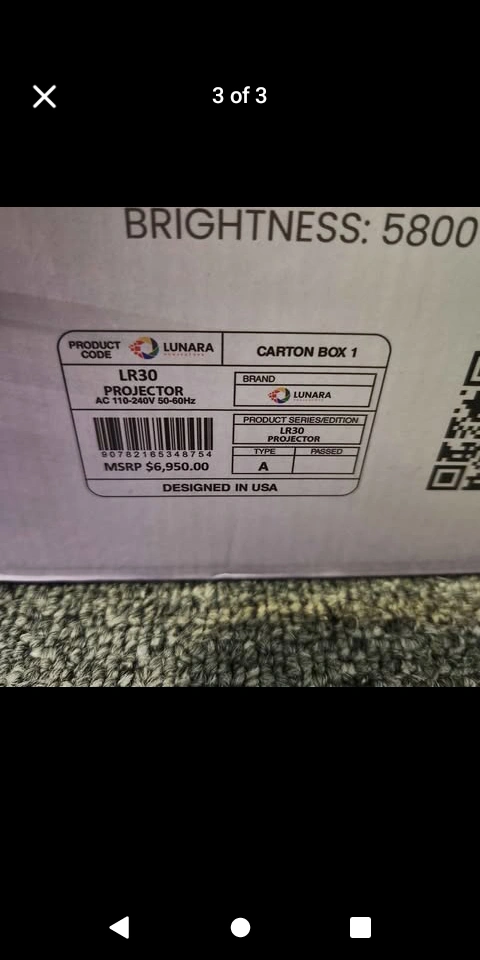 3 of 3
BRIGHTNESS: 5800
PRODUCT CODE
LUNARA
CARTON BOX 1
LR30
PROJECTOR
AC 110-240V 50-60Hz
BRAND
LUNARA
PRODUCT SERIES/EDITION
LR30
PROJECTOR
90782165348754
TYPE
PASSED
A
MSRP $6,950.00
DESIGNED IN USA